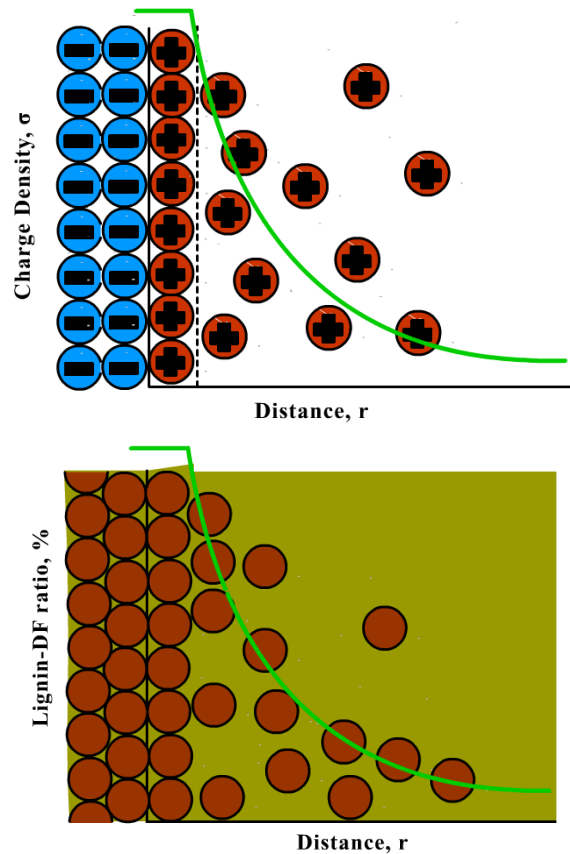 Charge Density, σ
Distance, r
Lignin-DF ratio, %
Distance, r